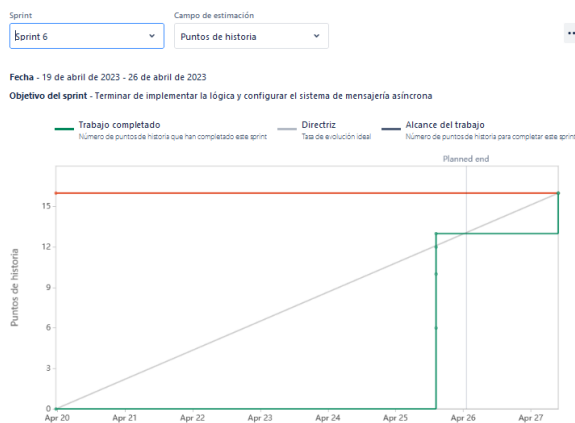 Sprint
Campo de estimación
Sprint 6
Puntos de historia
Fecha - 19 de abril de 2023 - 26 de abril de 2023
Objetivo del sprint - Terminar de implementar la lógica y configurar el sistema de mensajería asíncrona
Trabajo completado
Número de puntos de historia que han completado este sprint
Directriz
Tasa de evolución ideal
Alcance del trabajo
Número de puntos de historia para completar este sprint
Planned end
Puntos de historia
15
12
9
6
3
0
Apr 20
Apr 21
Apr 22
Apr 23
Apr 24
Apr 25
Apr 26
Apr 27